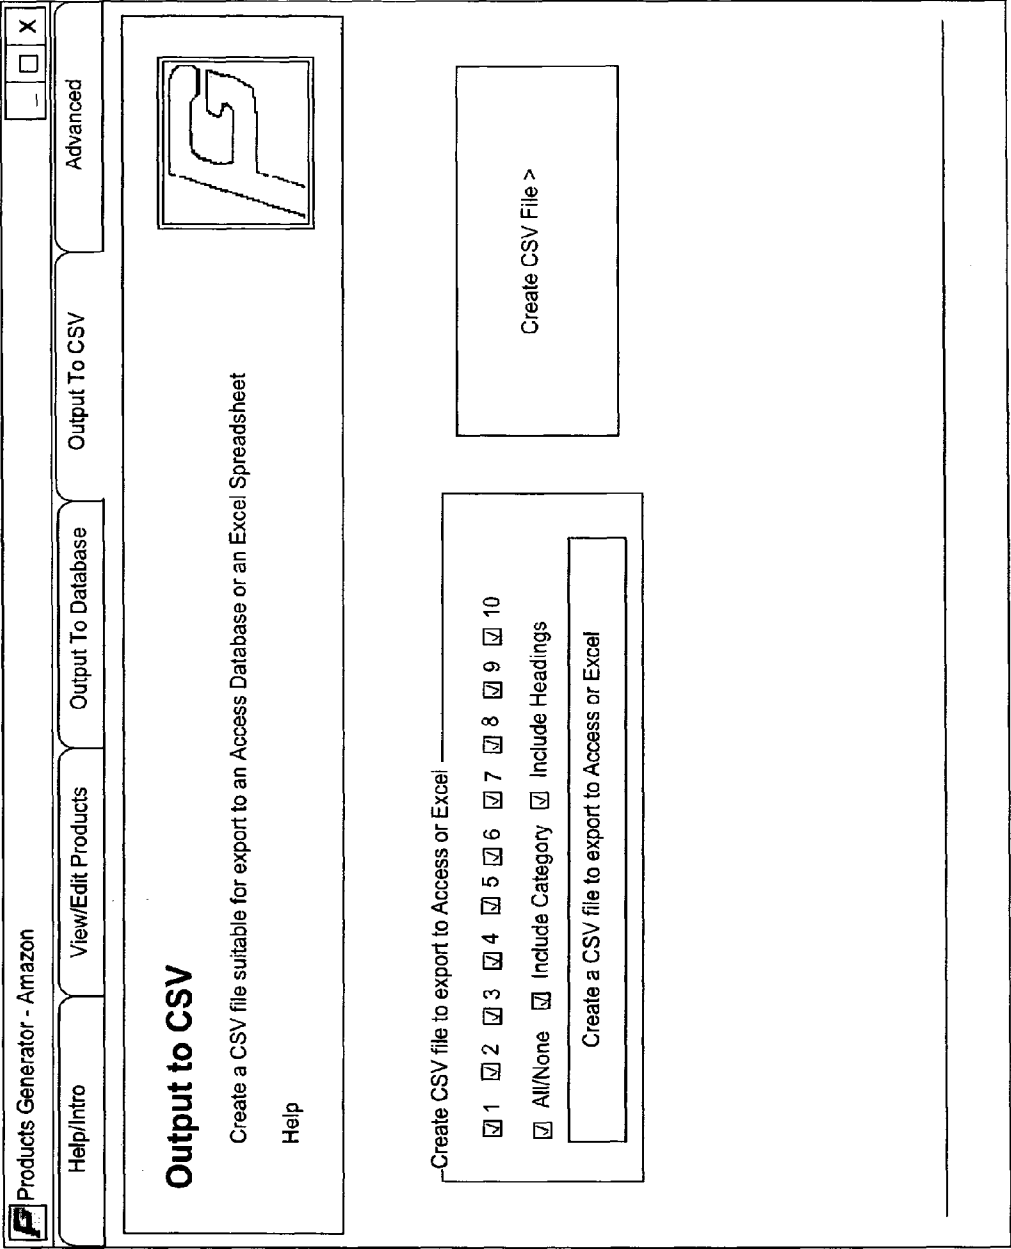 Products Generator - Amazon
_ □ X
Help/Intro View/Edit Products Output To Database Output To CSV Advanced
Output to CSV
Create a CSV file suitable for export to an Access Database or an Excel Spreadsheet
Help
Create CSV file to export to Access or Excel
☑ 1 ☑ 2 ☑ 3 ☑ 4 ☑ 5 ☑ 6 ☑ 7 ☑ 8 ☑ 9 ☑ 10
☑ All/None ☑ Include Category ☑ Include Headings
Create a CSV file to export to Access or Excel
Create CSV File >